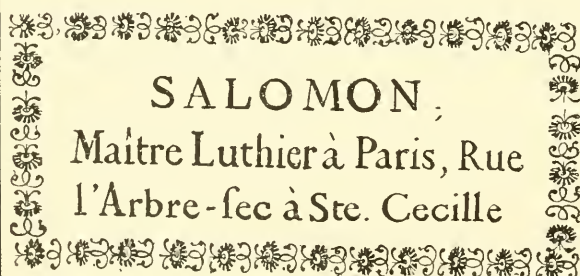 SALOMON,
Maître Luthier à Paris, Rue
l'Arbre-ſec à Ste. Cecille